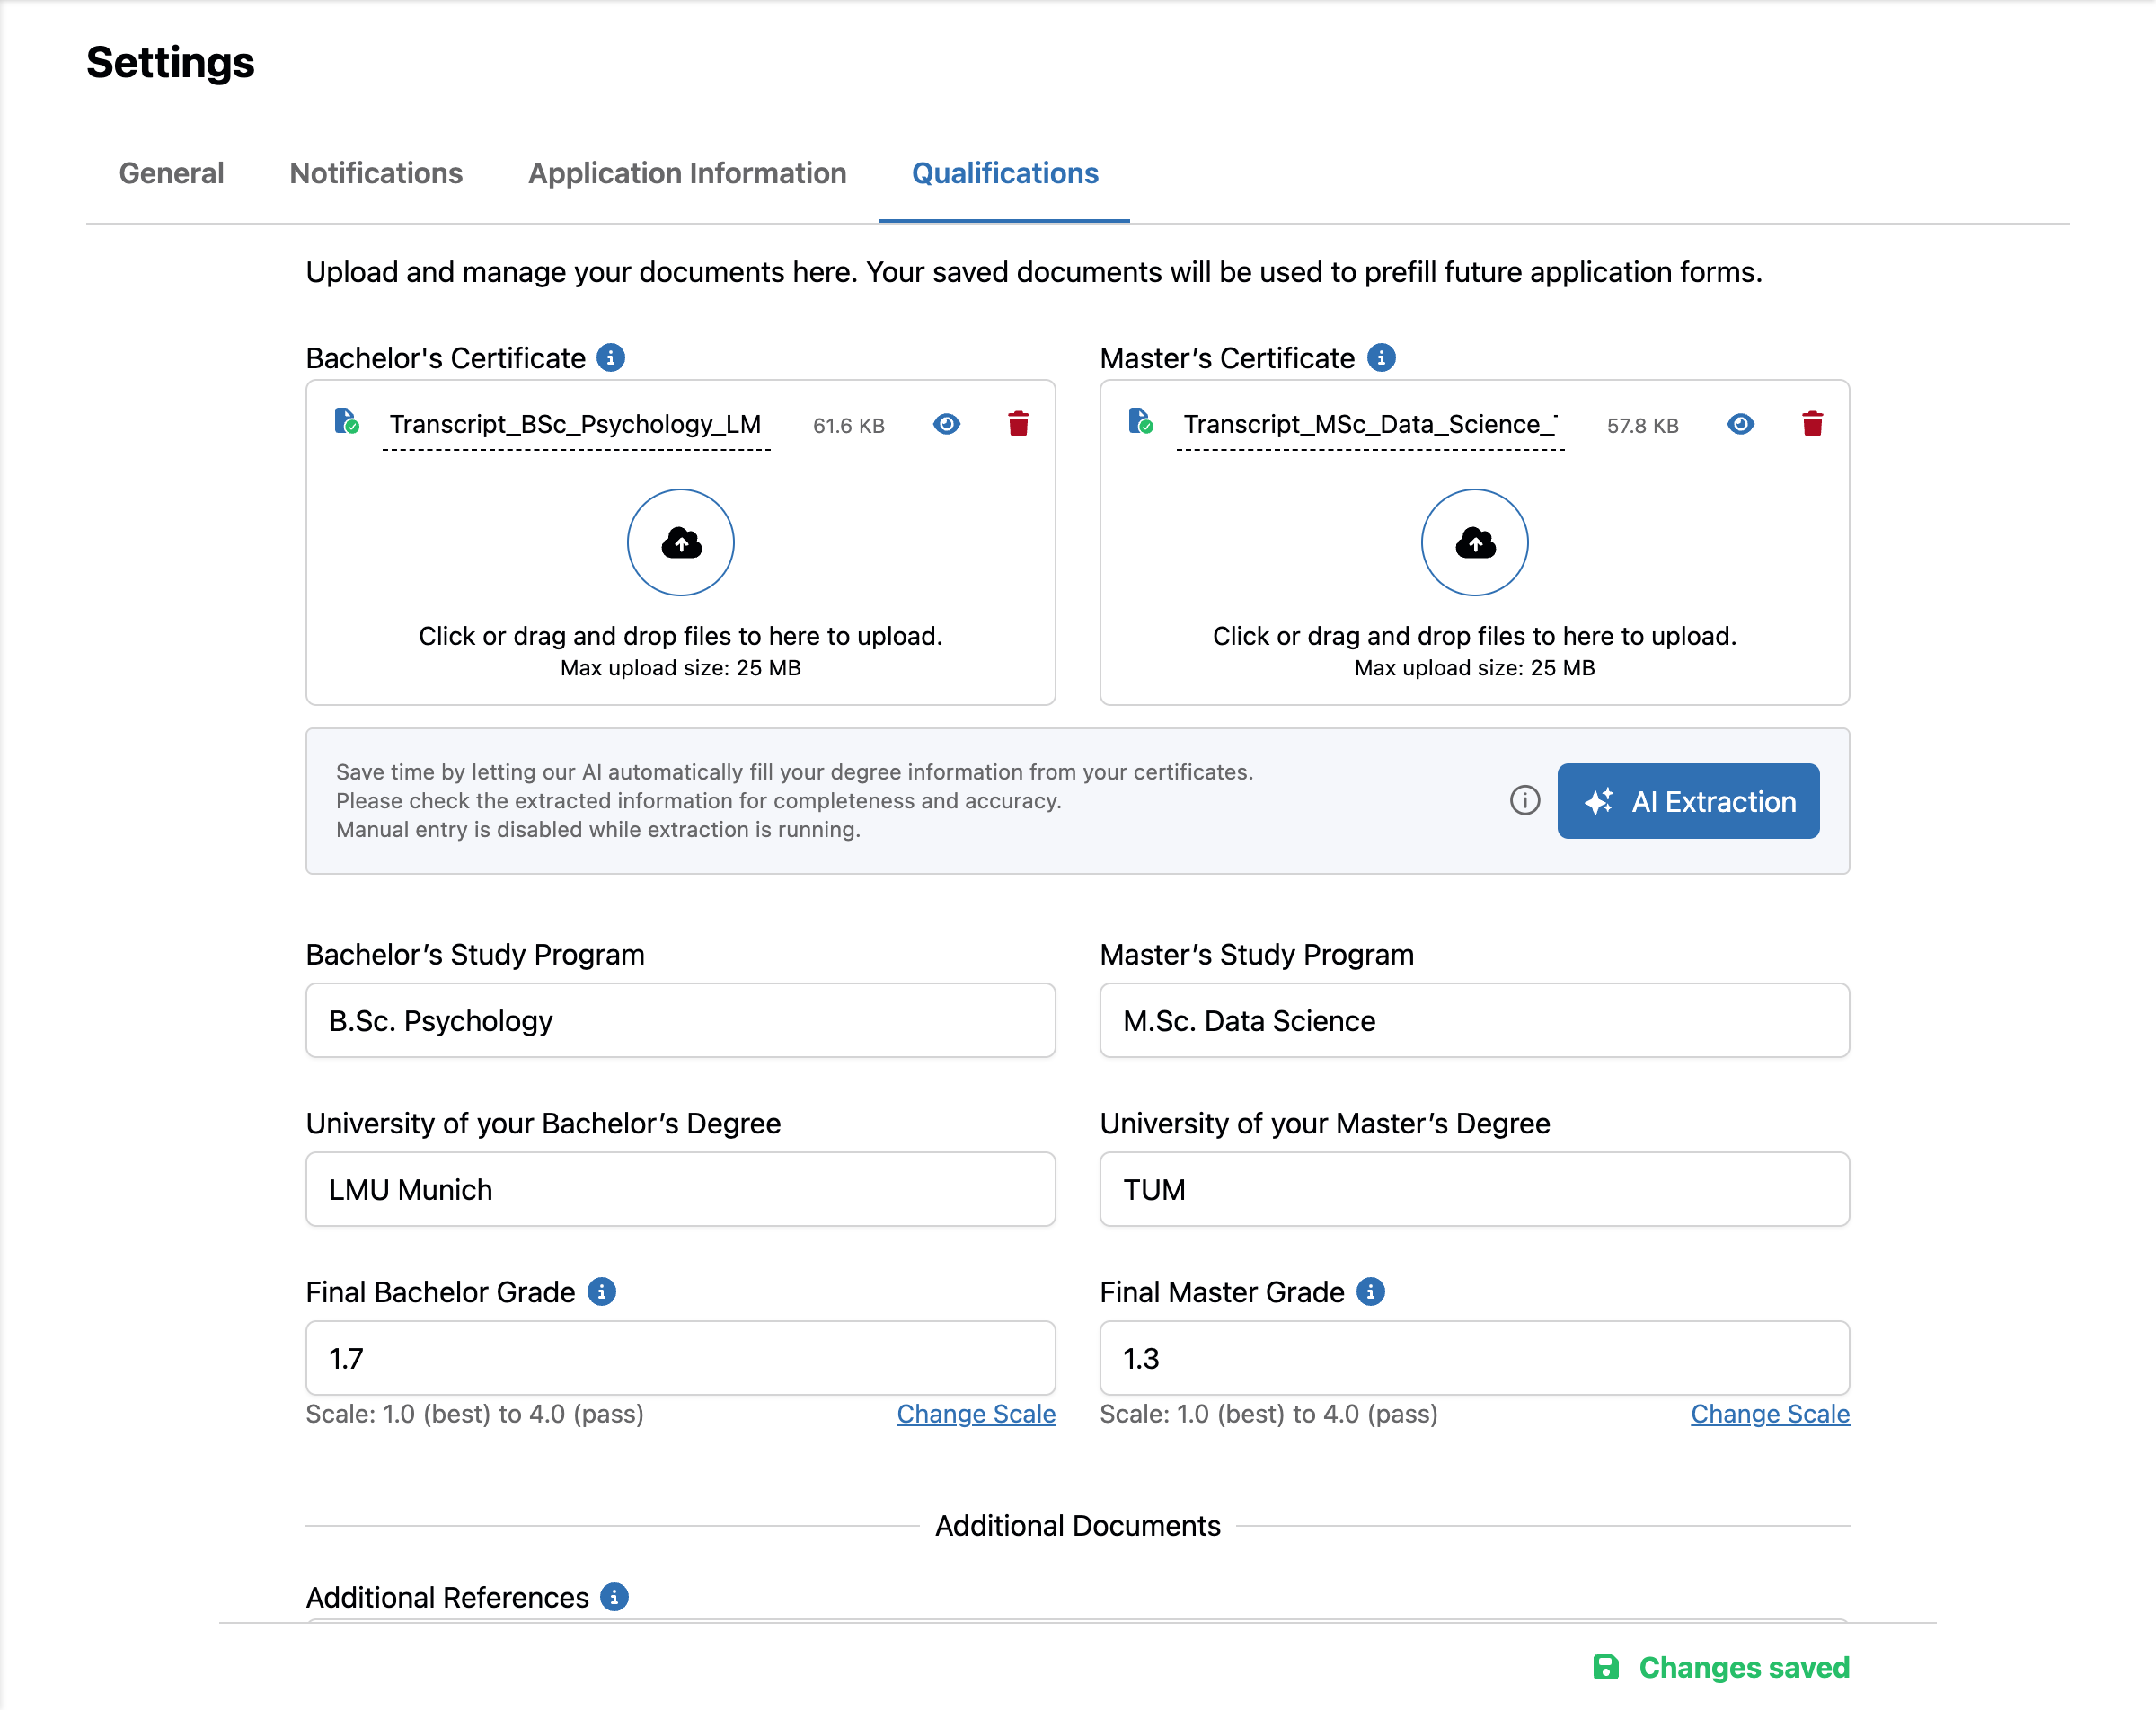 Settings
General
Notifications
Application Information
Qualifications
Upload and manage your documents here. Your saved documents will be used to prefill future application forms.
Bachelor's Certificate
Transcript_BSc_Psychology_LM
61.6 KB
Click or drag and drop files to here to upload.
Max upload size: 25 MB
Master’s Certificate
Transcript_MSc_Data_Science_
57.8 KB
Click or drag and drop files to here to upload.
Max upload size: 25 MB
Save time by letting our AI automatically fill your degree information from your certificates.
Please check the extracted information for completeness and accuracy.
Manual entry is disabled while extraction is running.
AI Extraction
Bachelor’s Study Program
B.Sc. Psychology
Master’s Study Program
M.Sc. Data Science
University of your Bachelor’s Degree
LMU Munich
University of your Master’s Degree
TUM
Final Bachelor Grade
1.7
Scale: 1.0 (best) to 4.0 (pass)
Change Scale
Final Master Grade
1.3
Scale: 1.0 (best) to 4.0 (pass)
Change Scale
Additional Documents
Additional References
Changes saved